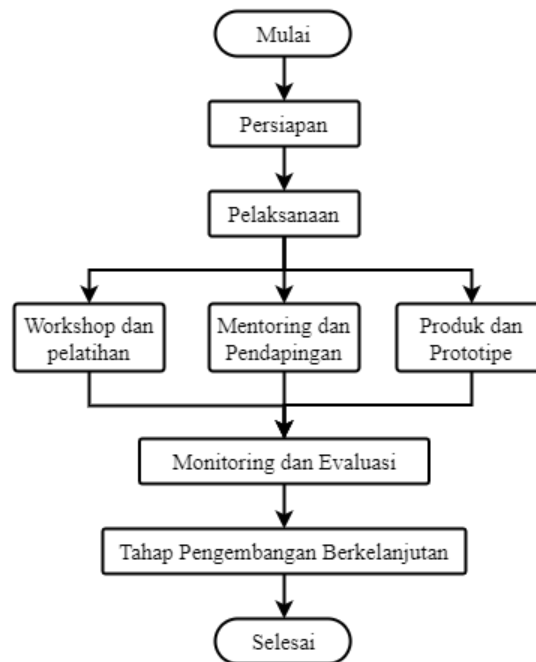 Mulai
Persiapan
Pelaksanaan
Workshop dan
pelatihan
Mentoring dan
Pendapingan
Produk dan
Prototipe
Monitoring dan Evaluasi
Tahap Pengembangan Berkelanjutan
Selesai